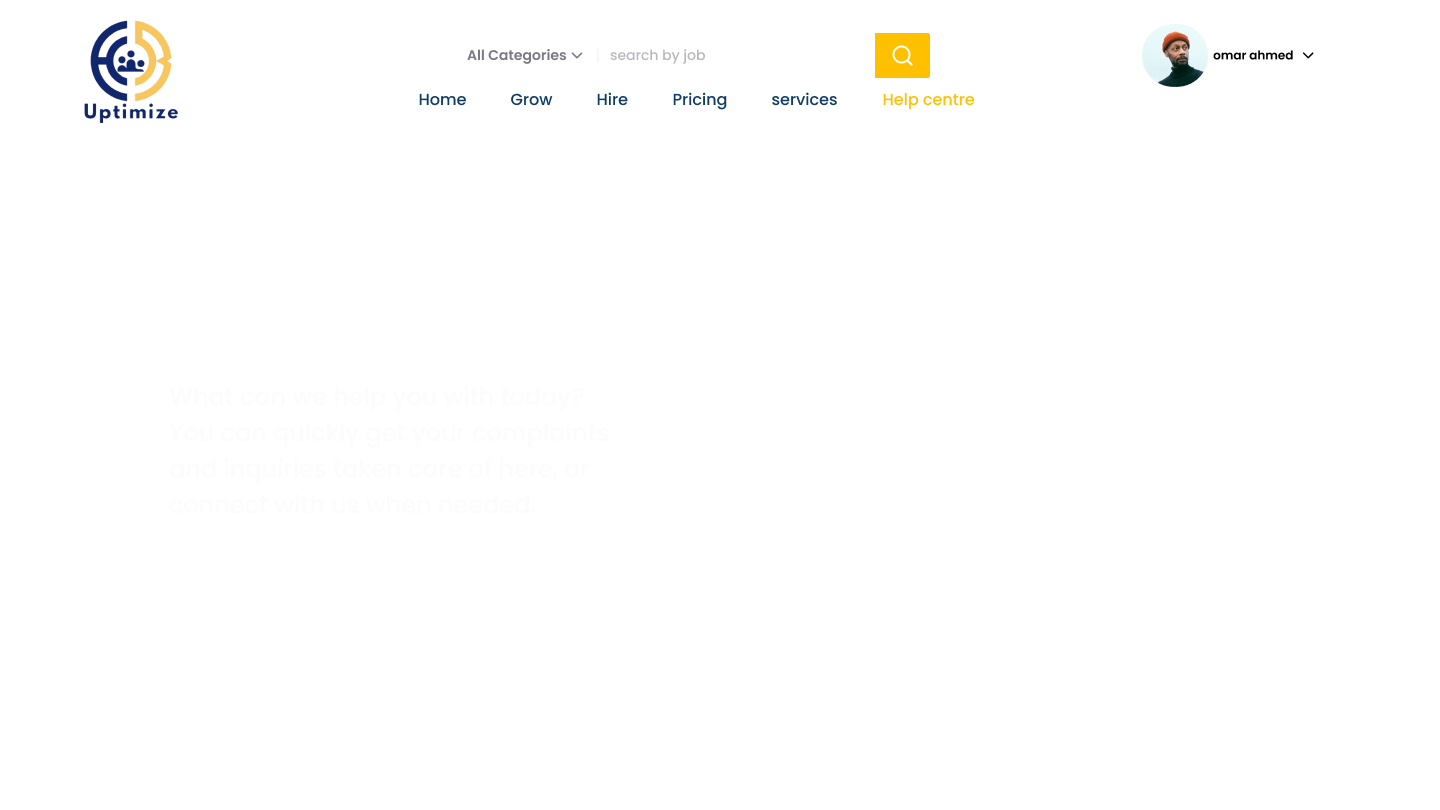 Uptimize
All Categories
search by job
omar ahmed
Home
Grow
Hire
Pricing
services
Help centre
What can we help you with today?
You can quickly get your complaints
and inquiries taken care of here, or
connect with us when needed.